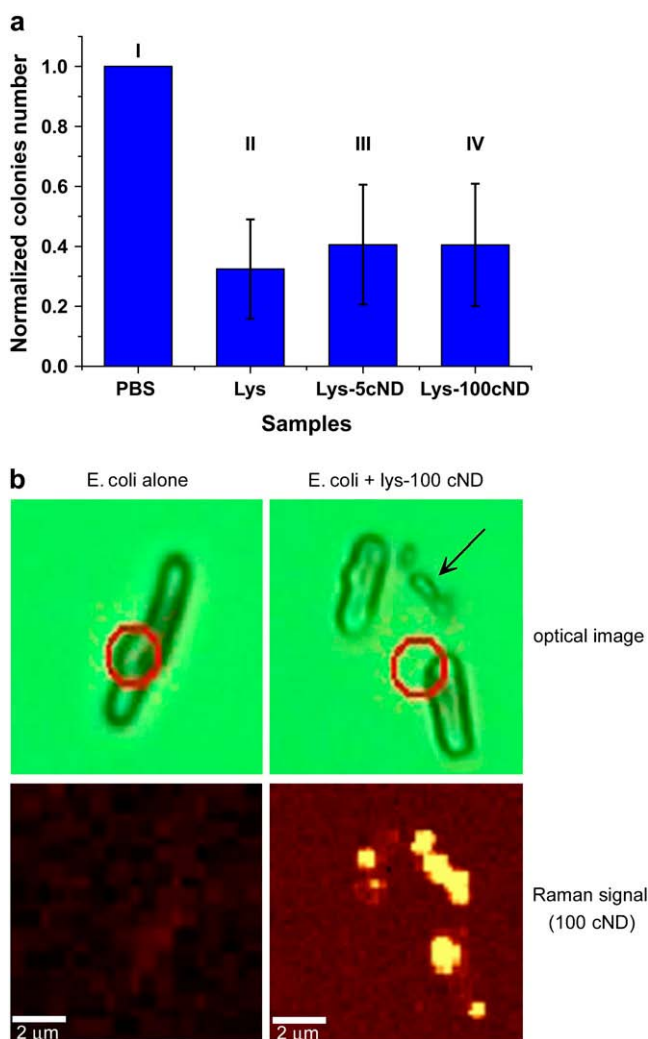 a
I
II
III
IV
1.0
0.8
0.6
0.4
0.2
0.0
Normalized colonies number
PBS
Lys
Lys-5cND
Lys-100cND
Samples
b
E. coli alone
E. coli + lys-100 cND
optical image
Raman signal
(100 cND)
2 µm
2 µm